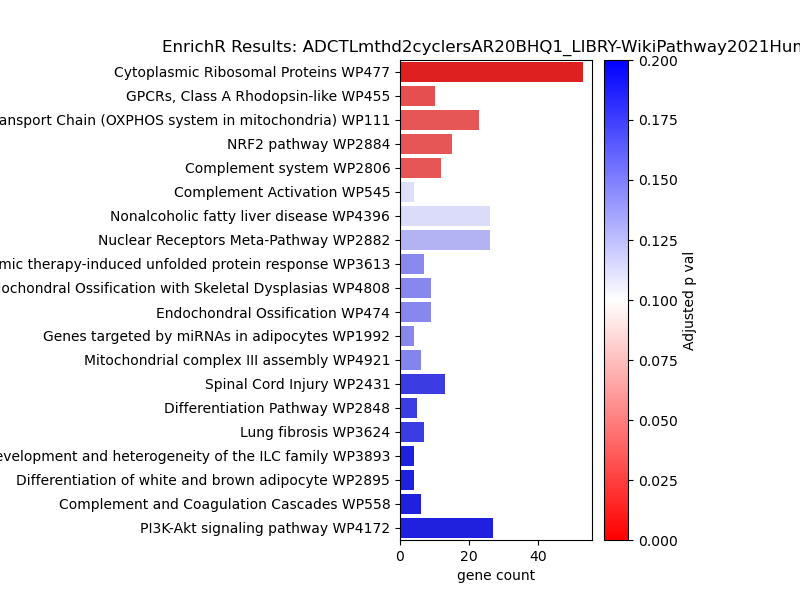 EnrichR Results: ADCTLmthd2cyclersAR20BHQ1_LIBRY-WikiPathway2021Hum
Cytoplasmic Ribosomal Proteins WP477
GPCRs, Class A Rhodopsin-like WP455
Transport Chain (OXPHOS system in mitochondria) WP111
NRF2 pathway WP2884
Complement system WP2806
Complement Activation WP545
Nonalcoholic fatty liver disease WP4396
Nuclear Receptors Meta-Pathway WP2882
mic therapy-induced unfolded protein response WP3613
lochondral Ossification with Skeletal Dysplasias WP4808
Endochondral Ossification WP474
Genes targeted by miRNAs in adipocytes WP1992
Mitochondrial complex III assembly WP4921
Spinal Cord Injury WP2431
Differentiation Pathway WP2848
Lung fibrosis WP3624
evelopment and heterogeneity of the ILC family WP3893
Differentiation of white and brown adipocyte WP2895
Complement and Coagulation Cascades WP558
PI3K-Akt signaling pathway WP4172
0 20 40
gene count
0.200
0.175
0.150
0.125
0.100
0.075
0.050
0.025
0.000
Adjusted p val